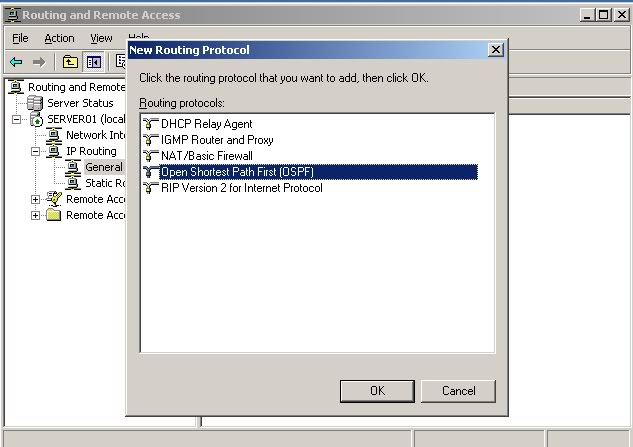 Routing and Remote Access
File Action View Help
New Routing Protocol
Click the routing protocol that you want to add, then click OK.
Routing protocols:
DHCP Relay Agent
IGMP Router and Proxy
NAT/Basic Firewall
Open Shortest Path First (OSPF)
RIP Version 2 for Internet Protocol
OK Cancel
Routing and Remote
Server Status
SERVER01 (local
Network Int
IP Routing
General
Static Ro
Remote Acc
Remote Acc